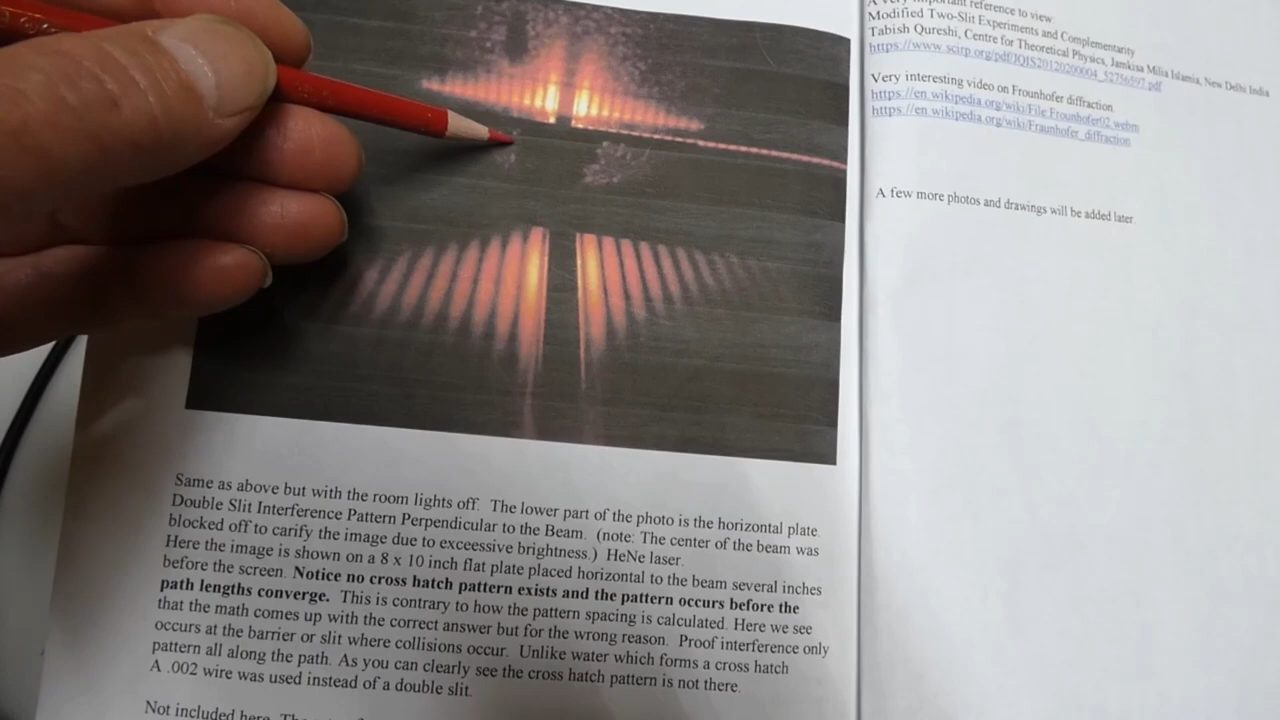 A very important reference to view
Modified Two-Slit Experiments and Complementarity
Tabish Qureshi, Centre for Theoretical Physics, Jamkisa Milia Islamia, New Delhi India
https://www.scirp.org/pdf/JQIS20120200004_52756597.pdf
Very interesting video on Frounhofer diffraction.
https://en.wikipedia.org/wiki/File:Frounhofer02.webm
https://en.wikipedia.org/wiki/Fraunhofer_diffraction
A few more photos and drawings will be added later.
Same as above but with the room lights off. The lower part of the photo is the horizontal plate.
Double Slit Interference Pattern Perpendicular to the Beam. (note: The center of the beam was
blocked off to carify the image due to exceessive brightness.) HeNe laser.
Here the image is shown on a 8 x 10 inch flat plate placed horizontal to the beam several inches
before the screen. Notice no cross hatch pattern exists and the pattern occurs before the
path lengths converge. This is contrary to how the pattern spacing is calculated. Here we see
that the math comes up with the correct answer but for the wrong reason. Proof interference only
occurs at the barrier or slit where collisions occur. Unlike water which forms a cross hatch
pattern all along the path. As you can clearly see the cross hatch pattern is not there.
A .002 wire was used instead of a double slit.
Not included here. The